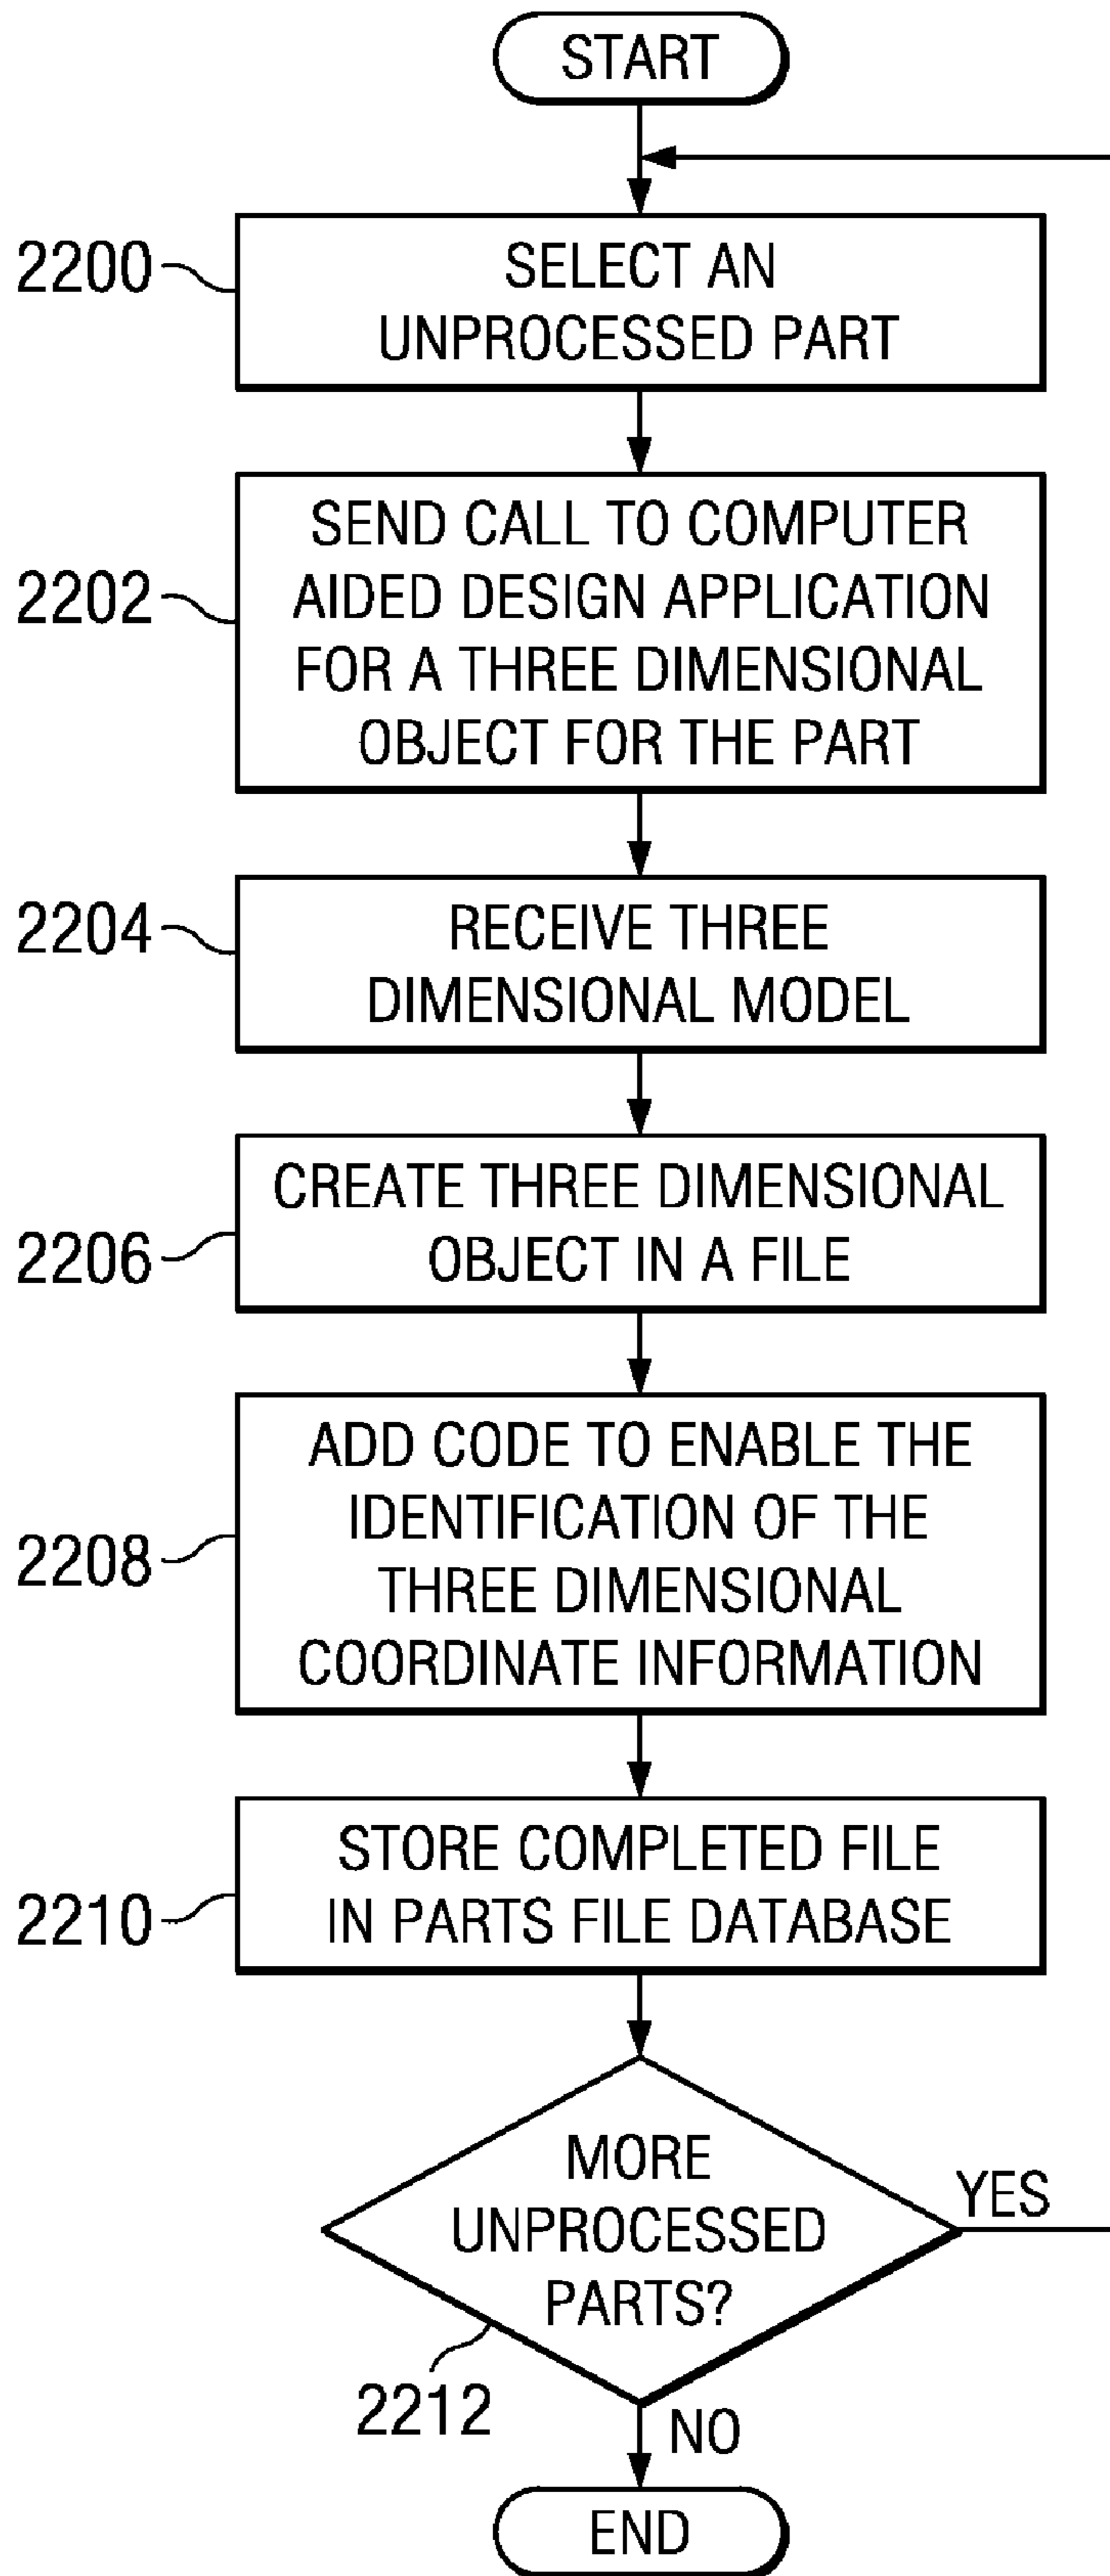 START
2200
SELECT AN
UNPROCESSED PART
2202
SEND CALL TO COMPUTER
AIDED DESIGN APPLICATION
FOR A THREE DIMENSIONAL
OBJECT FOR THE PART
2204
RECEIVE THREE
DIMENSIONAL MODEL
2206
CREATE THREE DIMENSIONAL
OBJECT IN A FILE
2208
ADD CODE TO ENABLE THE
IDENTIFICATION OF THE
THREE DIMENSIONAL
COORDINATE INFORMATION
2210
STORE COMPLETED FILE
IN PARTS FILE DATABASE
MORE
UNPROCESSED
PARTS?
YES
2212
NO
END